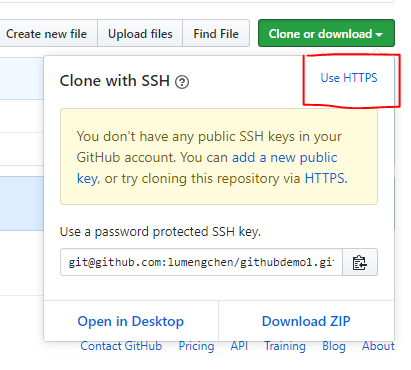 Create new file Upload files Find File Clone or download
Clone with SSH ? Use HTTPS
You don't have any public SSH keys in your
GitHub account. You can add a new public
key, or try cloning this repository via HTTPS.
Use a password protected SSH key.
git@github.com:lumengchen/githubdemo1.gi
Open in Desktop Download ZIP
Contact GitHub Pricing API Training Blog About